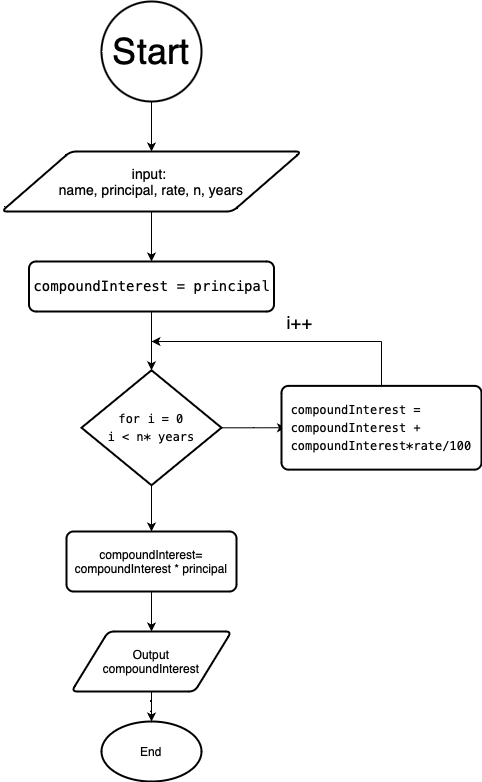 Start
input:
name, principal, rate, n, years
compoundInterest = principal
i++
for i = 0
i < n* years
compoundInterest =
compoundInterest +
compoundInterest*rate/100
compoundInterest=
compoundInterest * principal
Output
compoundInterest
End